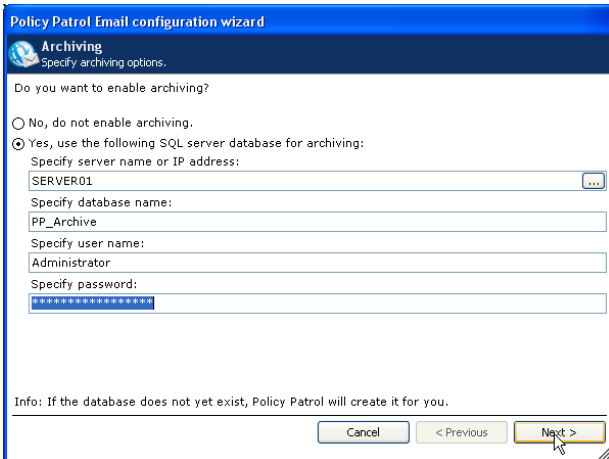 Policy Patrol Email configuration wizard
Archiving
Specify archiving options.
Do you want to enable archiving?
No, do not enable archiving.
Yes, use the following SQL server database for archiving:
Specify server name or IP address:
SERVER01
...
Specify database name:
PP_Archive
Specify user name:
Administrator
Specify password:
*****************
Info: If the database does not yet exist, Policy Patrol will create it for you.
Cancel < Previous Next >